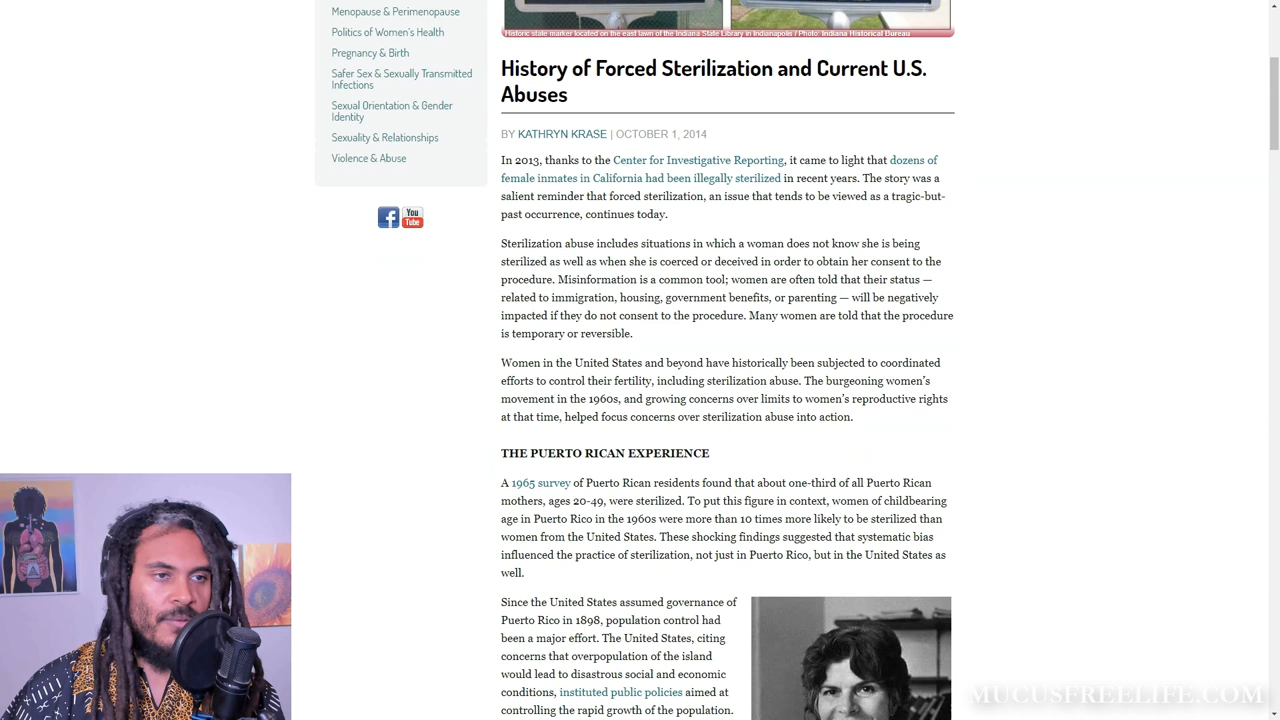 Menopause & Perimenopause
Politics of Women's Health
Pregnancy & Birth
Safer Sex & Sexually Transmitted
Infections
Sexual Orientation & Gender
Identity
Sexuality & Relationships
Violence & Abuse
You
Tube
Historic state marker located on the east lawn of the Indiana State Library in Indianapolis / Photo: Indiana Historical Bureau
History of Forced Sterilization and Current U.S.
Abuses
BY KATHRYN KRASE | OCTOBER 1, 2014
In 2013, thanks to the Center for Investigative Reporting, it came to light that dozens of
female inmates in California had been illegally sterilized in recent years. The story was a
salient reminder that forced sterilization, an issue that tends to be viewed as a tragic-but-
past occurrence, continues today.
Sterilization abuse includes situations in which a woman does not know she is being
sterilized as well as when she is coerced or deceived in order to obtain her consent to the
procedure. Misinformation is a common tool; women are often told that their status —
related to immigration, housing, government benefits, or parenting — will be negatively
impacted if they do not consent to the procedure. Many women are told that the procedure
is temporary or reversible.
Women in the United States and beyond have historically been subjected to coordinated
efforts to control their fertility, including sterilization abuse. The burgeoning women's
movement in the 1960s, and growing concerns over limits to women's reproductive rights
at that time, helped focus concerns over sterilization abuse into action.
THE PUERTO RICAN EXPERIENCE
A 1965 survey of Puerto Rican residents found that about one-third of all Puerto Rican
mothers, ages 20-49, were sterilized. To put this figure in context, women of childbearing
age in Puerto Rico in the 1960s were more than 10 times more likely to be sterilized than
women from the United States. These shocking findings suggested that systematic bias
influenced the practice of sterilization, not just in Puerto Rico, but in the United States as
well.
Since the United States assumed governance of
Puerto Rico in 1898, population control had
been a major effort. The United States, citing
concerns that overpopulation of the island
would lead to disastrous social and economic
conditions, instituted public policies aimed at
controlling the rapid growth of the population.
MUCUSFREELIFE.COM